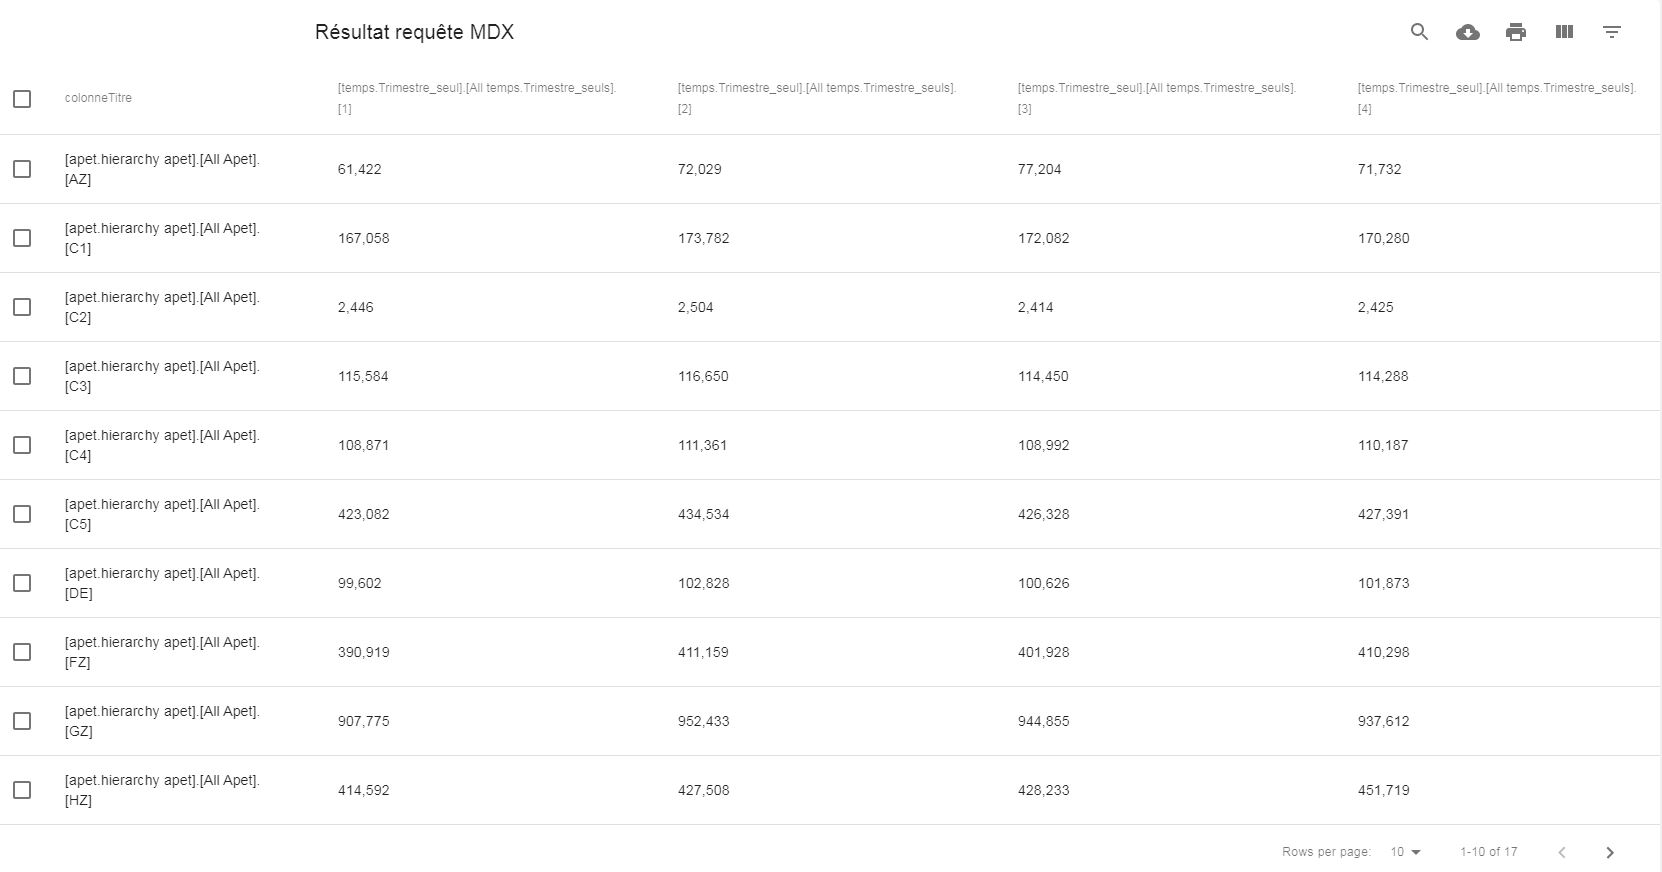 Résultat requête MDX
colonneTitre
[temps.Trimestre_seul].[All temps.Trimestre_seuls].
[1]
[temps.Trimestre_seul].[All temps.Trimestre_seuls].
[2]
[temps.Trimestre_seul].[All temps.Trimestre_seuls].
[3]
[temps.Trimestre_seul].[All temps.Trimestre_seuls].
[4]
[apet.hierarchy apet].[All Apet].
[AZ]
61,422
72,029
77,204
71,732
[apet.hierarchy apet].[All Apet].
[C1]
167,058
173,782
172,082
170,280
[apet.hierarchy apet].[All Apet].
[C2]
2,446
2,504
2,414
2,425
[apet.hierarchy apet].[All Apet].
[C3]
115,584
116,650
114,450
114,288
[apet.hierarchy apet].[All Apet].
[C4]
108,871
111,361
108,992
110,187
[apet.hierarchy apet].[All Apet].
[C5]
423,082
434,534
426,328
427,391
[apet.hierarchy apet].[All Apet].
[DE]
99,602
102,828
100,626
101,873
[apet.hierarchy apet].[All Apet].
[FZ]
390,919
411,159
401,928
410,298
[apet.hierarchy apet].[All Apet].
[GZ]
907,775
952,433
944,855
937,612
[apet.hierarchy apet].[All Apet].
[HZ]
414,592
427,508
428,233
451,719
Rows per page: 10 1-10 of 17